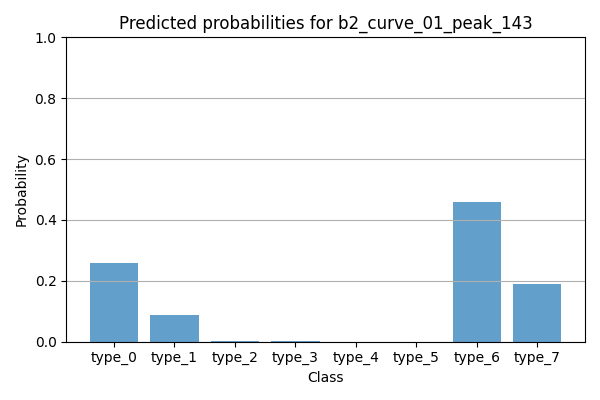 Predicted probabilities for b2_curve_01_peak_143
Probability
1.0
0.8
0.6
0.4
0.2
0.0
type_0 type_1 type_2 type_3 type_4 type_5 type_6 type_7
Class